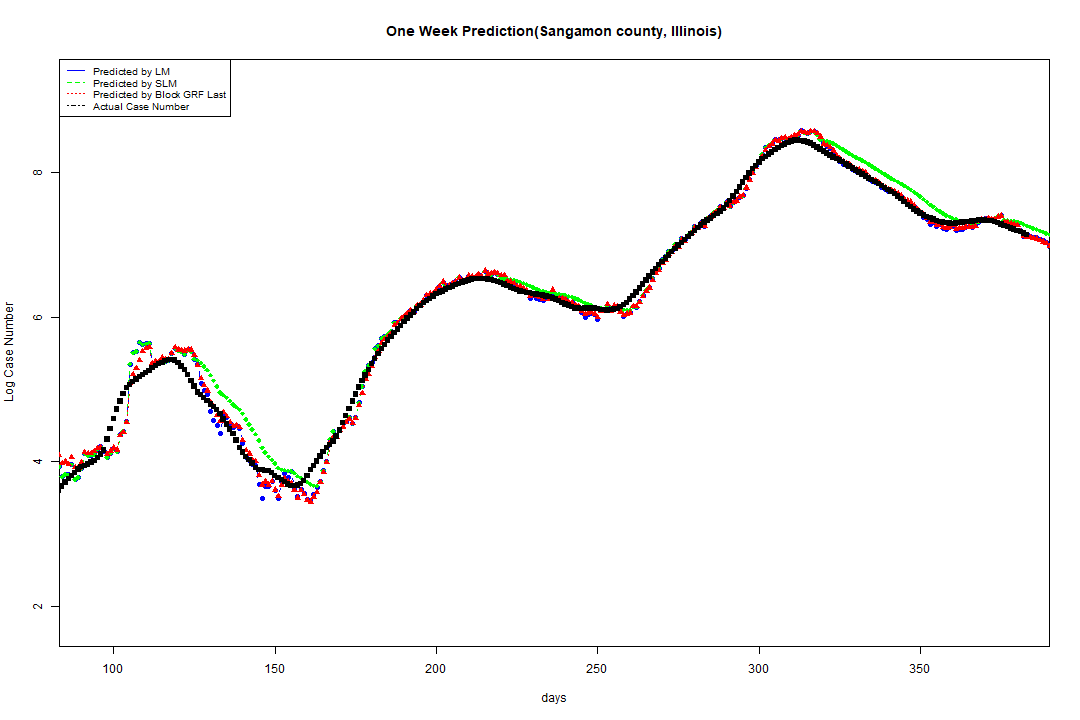 One Week Prediction(Sangamon county, Illinois)
Predicted by LM
Predicted by SLM
Predicted by Block GRF Last
Actual Case Number
Log Case Number
8
6
4
2
100 150 200 250 300 350
days